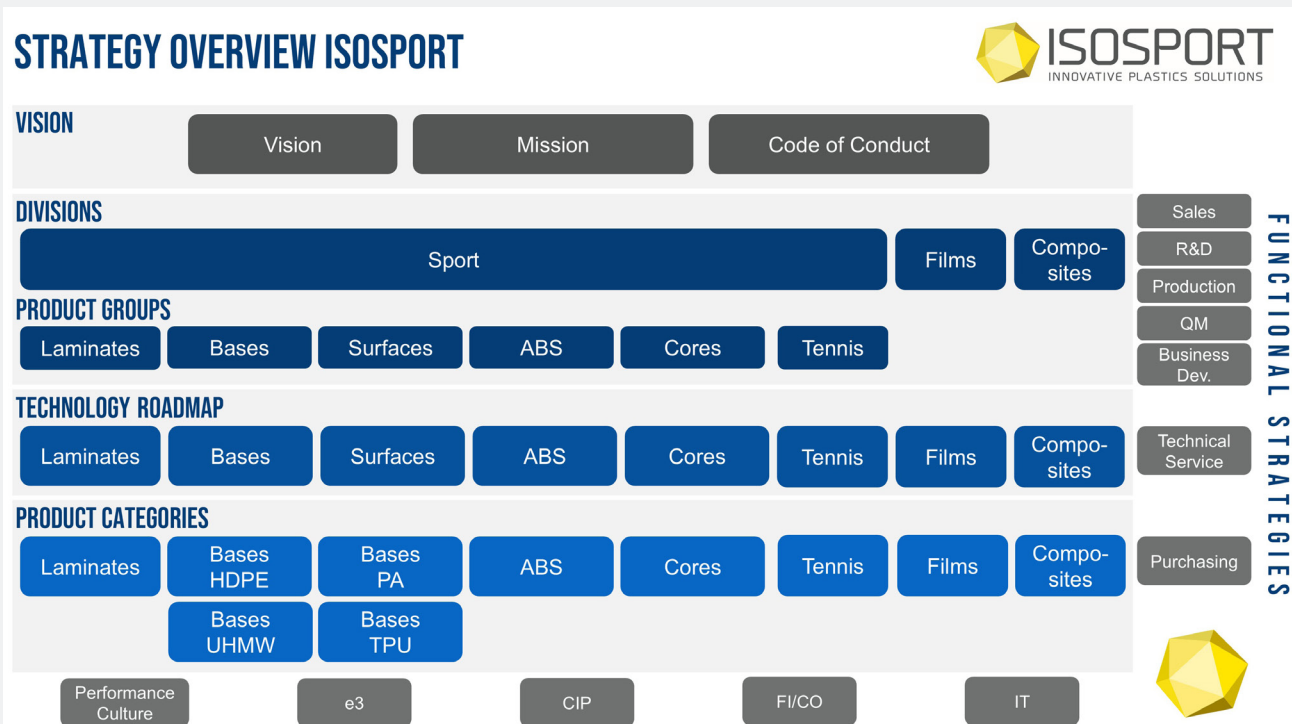 STRATEGY OVERVIEW ISOSPORT
ISOSPORT
INNOVATIVE PLASTICS SOLUTIONS
VISION
Vision
Mission
Code of Conduct
DIVISIONS
Sport
Films
Compo-
sites
PRODUCT GROUPS
Laminates
Bases
Surfaces
ABS
Cores
Tennis
TECHNOLOGY ROADMAP
Laminates
Bases
Surfaces
ABS
Cores
Tennis
Films
Compo-
sites
PRODUCT CATEGORIES
Laminates
Bases
HDPE
Bases
PA
ABS
Cores
Tennis
Films
Compo-
sites
Bases
UHMW
Bases
TPU
Sales
R&D
Production
QM
Business
Dev.
Technical
Service
Purchasing
FUNCTIONAL STRATEGIES
Performance
Culture
e3
CIP
FI/CO
IT